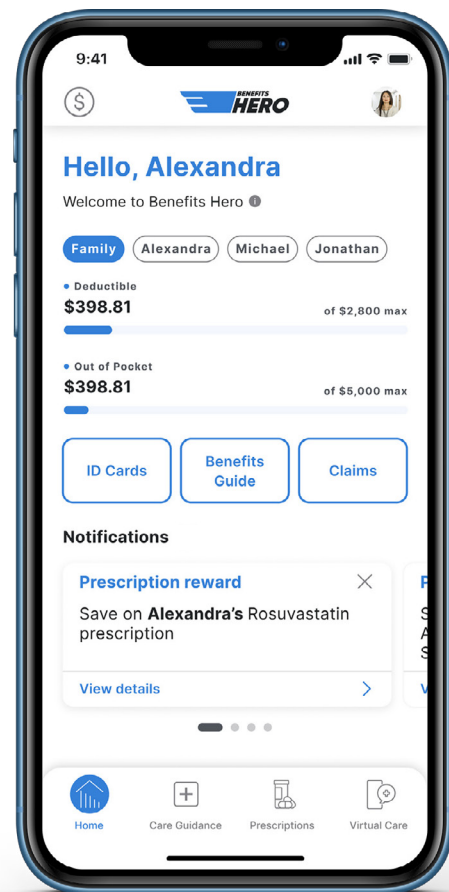 9:41
$
BENEFITS
HERO
Hello, Alexandra
Welcome to Benefits Hero i
Family Alexandra Michael Jonathan
• Deductible
$398.81 of $2,800 max
• Out of Pocket
$398.81 of $5,000 max
ID Cards Benefits Guide Claims
Notifications
Prescription reward
Save on Alexandra's Rosuvastatin
prescription
View details
Home Care Guidance Prescriptions Virtual Care